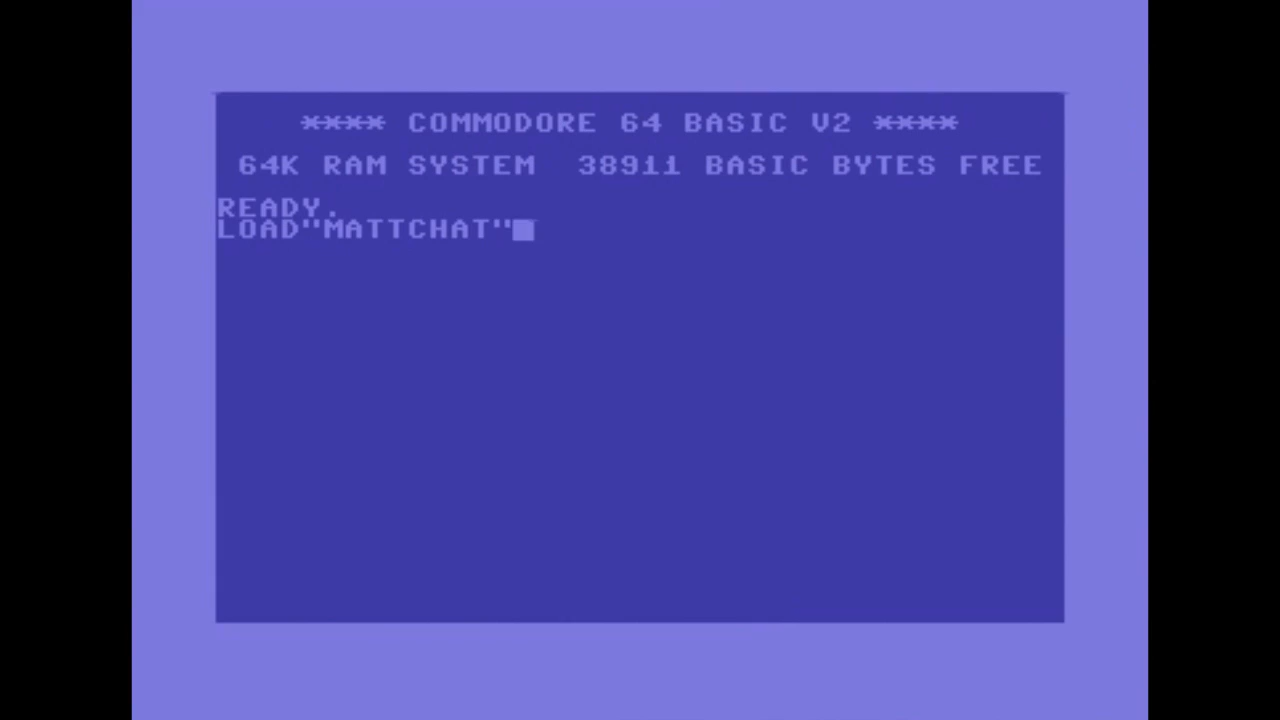 **** COMMODORE 64 BASIC V2 ****
64K RAM SYSTEM  38911 BASIC BYTES FREE
READY.
LOAD"MATTCHAT"